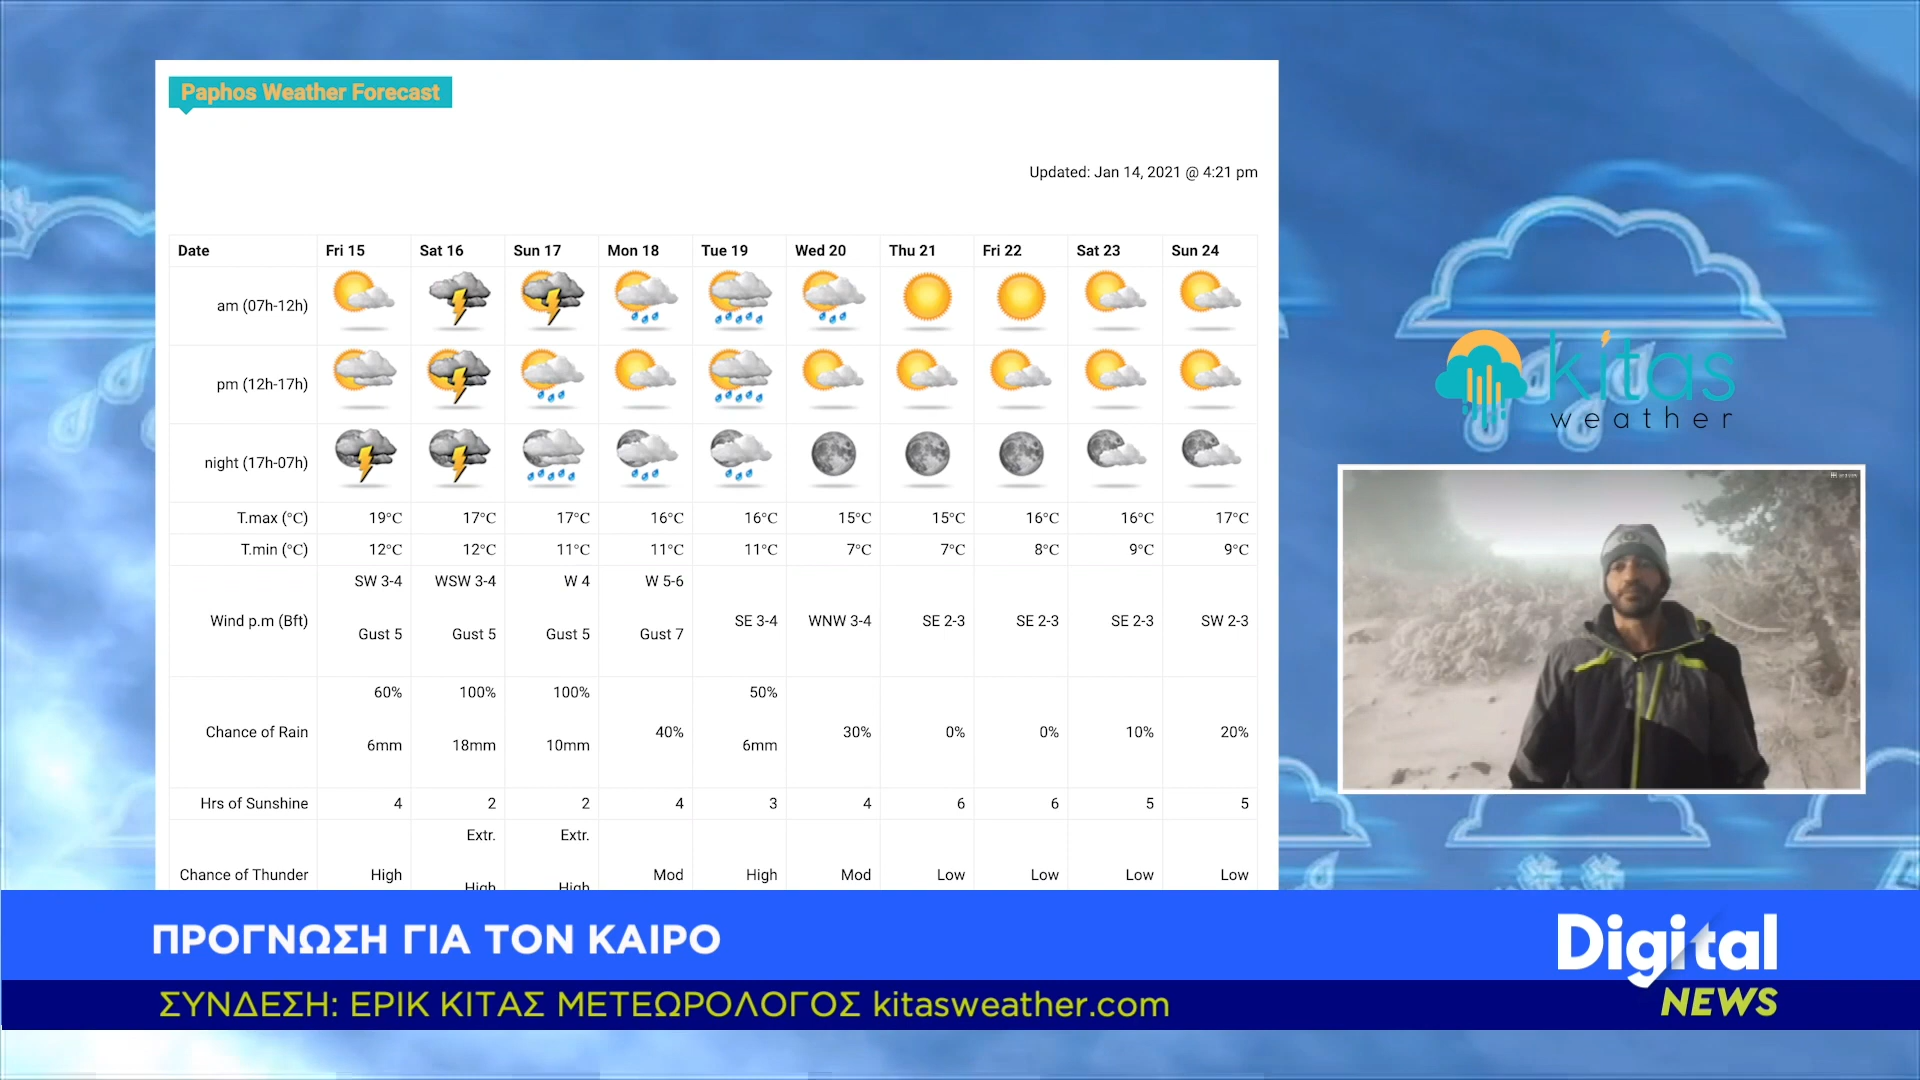 Paphos Weather Forecast
Updated: Jan 14, 2021 @ 4:21 pm
Date Fri 15 Sat 16 Sun 17 Mon 18 Tue 19 Wed 20 Thu 21 Fri 22 Sat 23 Sun 24
am (07h-12h)
pm (12h-17h)
night (17h-07h)
T.max (°C) 19°C 17°C 17°C 16°C 16°C 15°C 15°C 16°C 16°C 17°C
T.min (°C) 12°C 12°C 11°C 11°C 11°C 7°C 7°C 8°C 9°C 9°C
SW 3-4 WSW 3-4 W 4 W 5-6
Wind p.m (Bft) SE 3-4 WNW 3-4 SE 2-3 SE 2-3 SE 2-3 SW 2-3
Gust 5 Gust 5 Gust 5 Gust 7
60% 100% 100% 50%
Chance of Rain 40% 30% 0% 0% 10% 20%
6mm 18mm 10mm 6mm
Hrs of Sunshine 4 2 2 4 3 4 6 6 5 5
Extr. Extr.
Chance of Thunder High Mod High Mod Low Low Low Low
High High
kitas
weather
ΠΡΟΓΝΩΣΗ ΓΙΑ ΤΟΝ ΚΑΙΡΟ
ΣΥΝΔΕΣΗ: ΕΡΙΚ ΚΙΤΑΣ ΜΕΤΕΩΡΟΛΟΓΟΣ kitasweather.com
Digital
NEWS